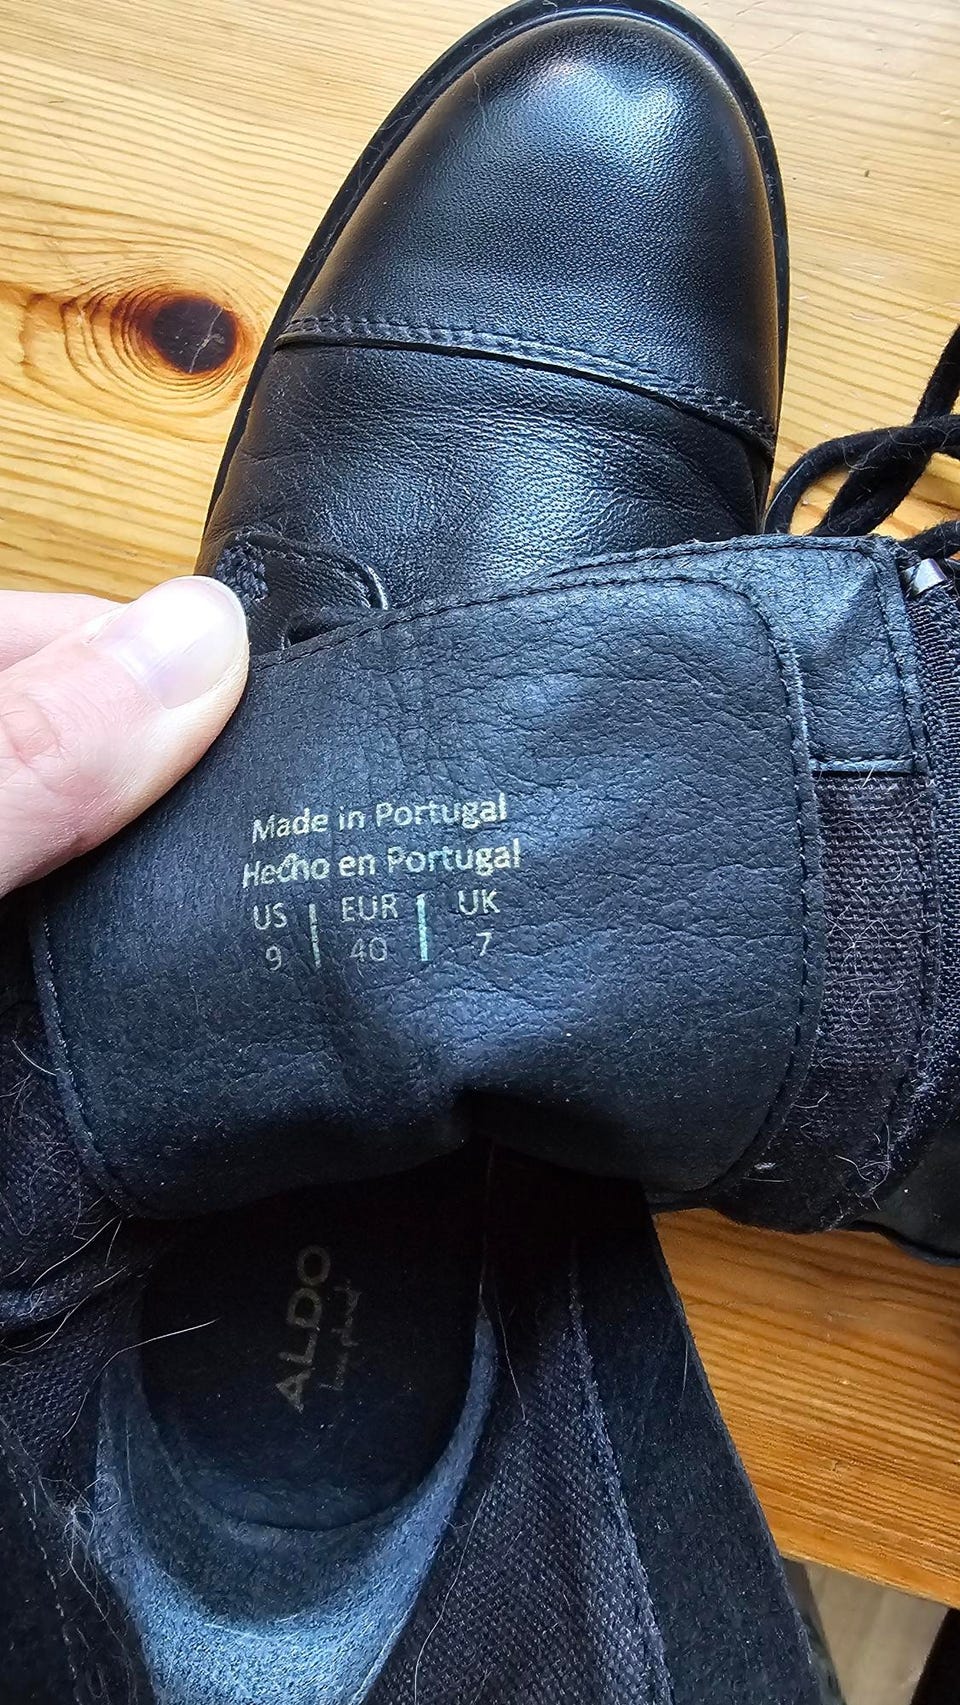 Made in Portugal
Hecho en Portugal
US | EUR | UK
9 | 40 | 7
ALDO